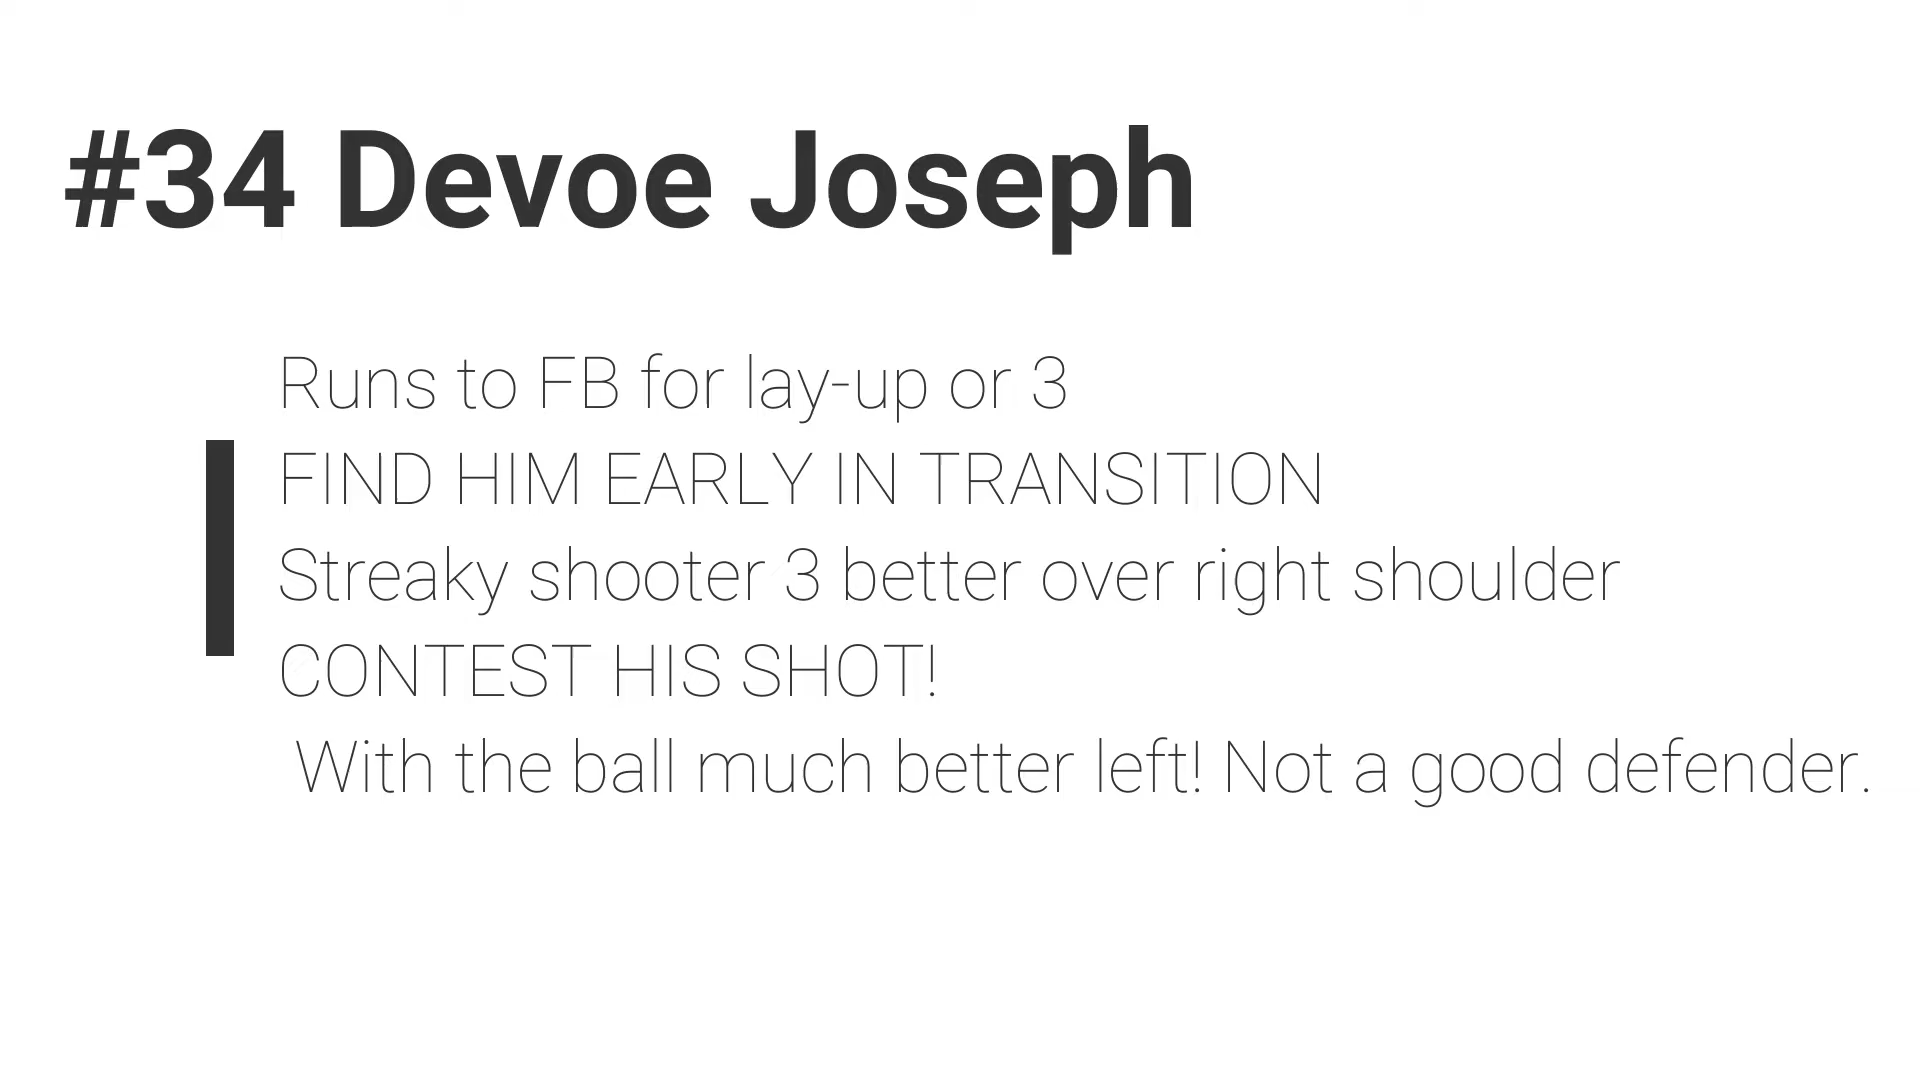 #34 Devoe Joseph
Runs to FB for lay-up or 3
FIND HIM EARLY IN TRANSITION
Streaky shooter 3 better over right shoulder
CONTEST HIS SHOT!
With the ball much better left! Not a good defender.